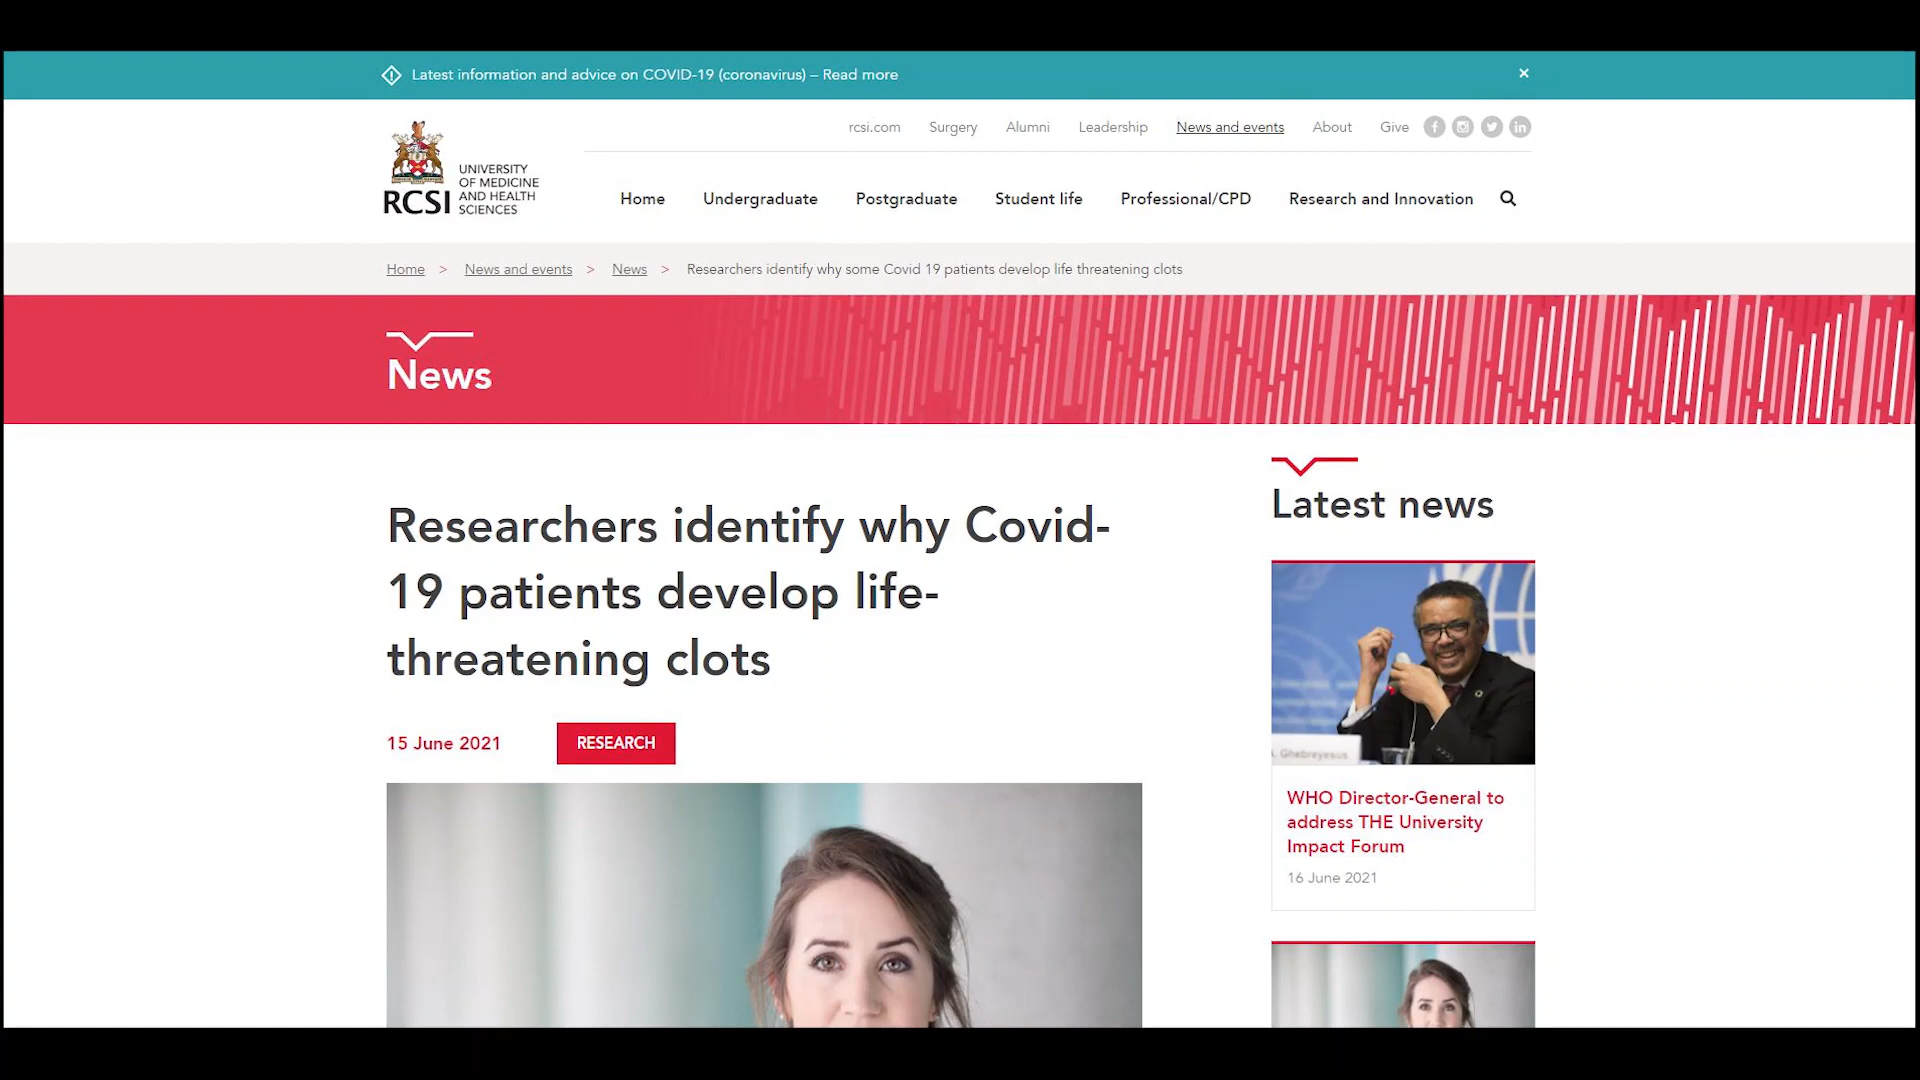 Latest information and advice on COVID-19 (coronavirus) – Read more
rcsi.com Surgery Alumni Leadership News and events About Give
UNIVERSITY
OF MEDICINE
AND HEALTH
SCIENCES
RCSI
Home Undergraduate Postgraduate Student life Professional/CPD Research and Innovation
Home > News and events > News > Researchers identify why some Covid 19 patients develop life threatening clots
News
Researchers identify why Covid-
19 patients develop life-
threatening clots
15 June 2021
RESEARCH
Latest news
. Ghebreyesus
WHO Director-General to
address THE University
Impact Forum
16 June 2021